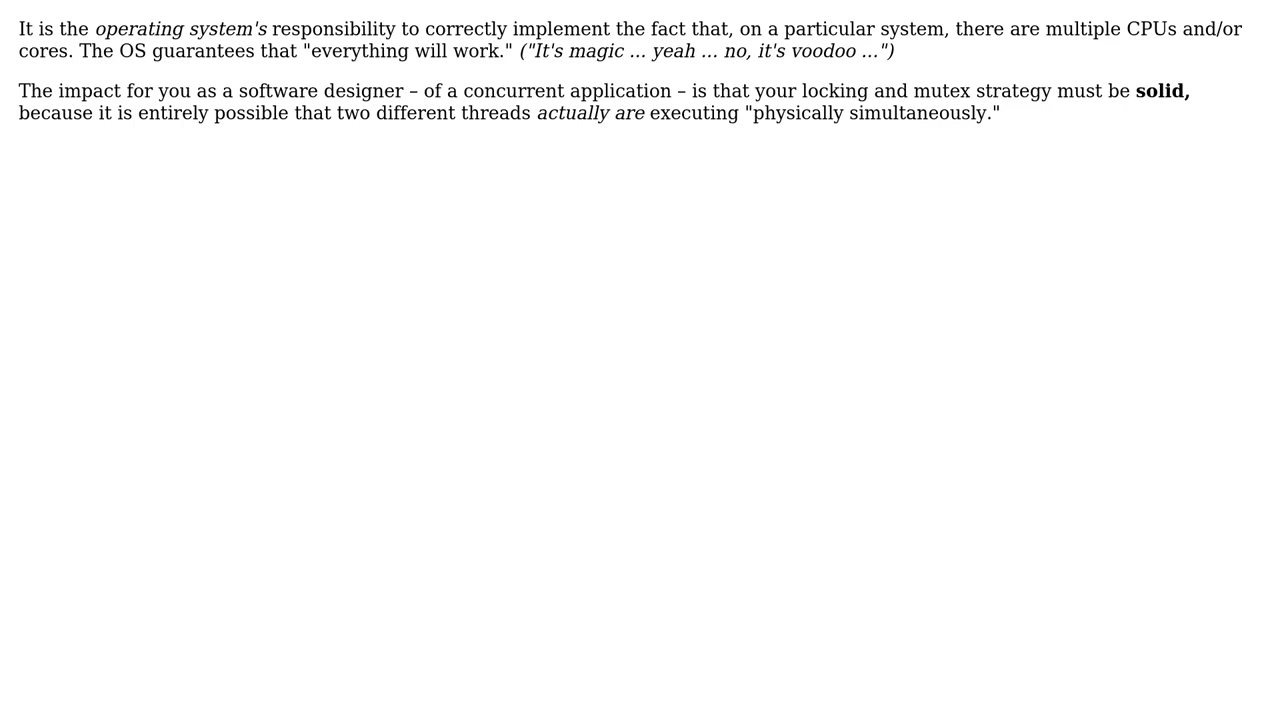 It is the operating system's responsibility to correctly implement the fact that, on a particular system, there are multiple CPUs and/or
cores. The OS guarantees that "everything will work." ("It's magic ... yeah ... no, it's voodoo ...")
The impact for you as a software designer – of a concurrent application – is that your locking and mutex strategy must be solid,
because it is entirely possible that two different threads actually are executing "physically simultaneously."